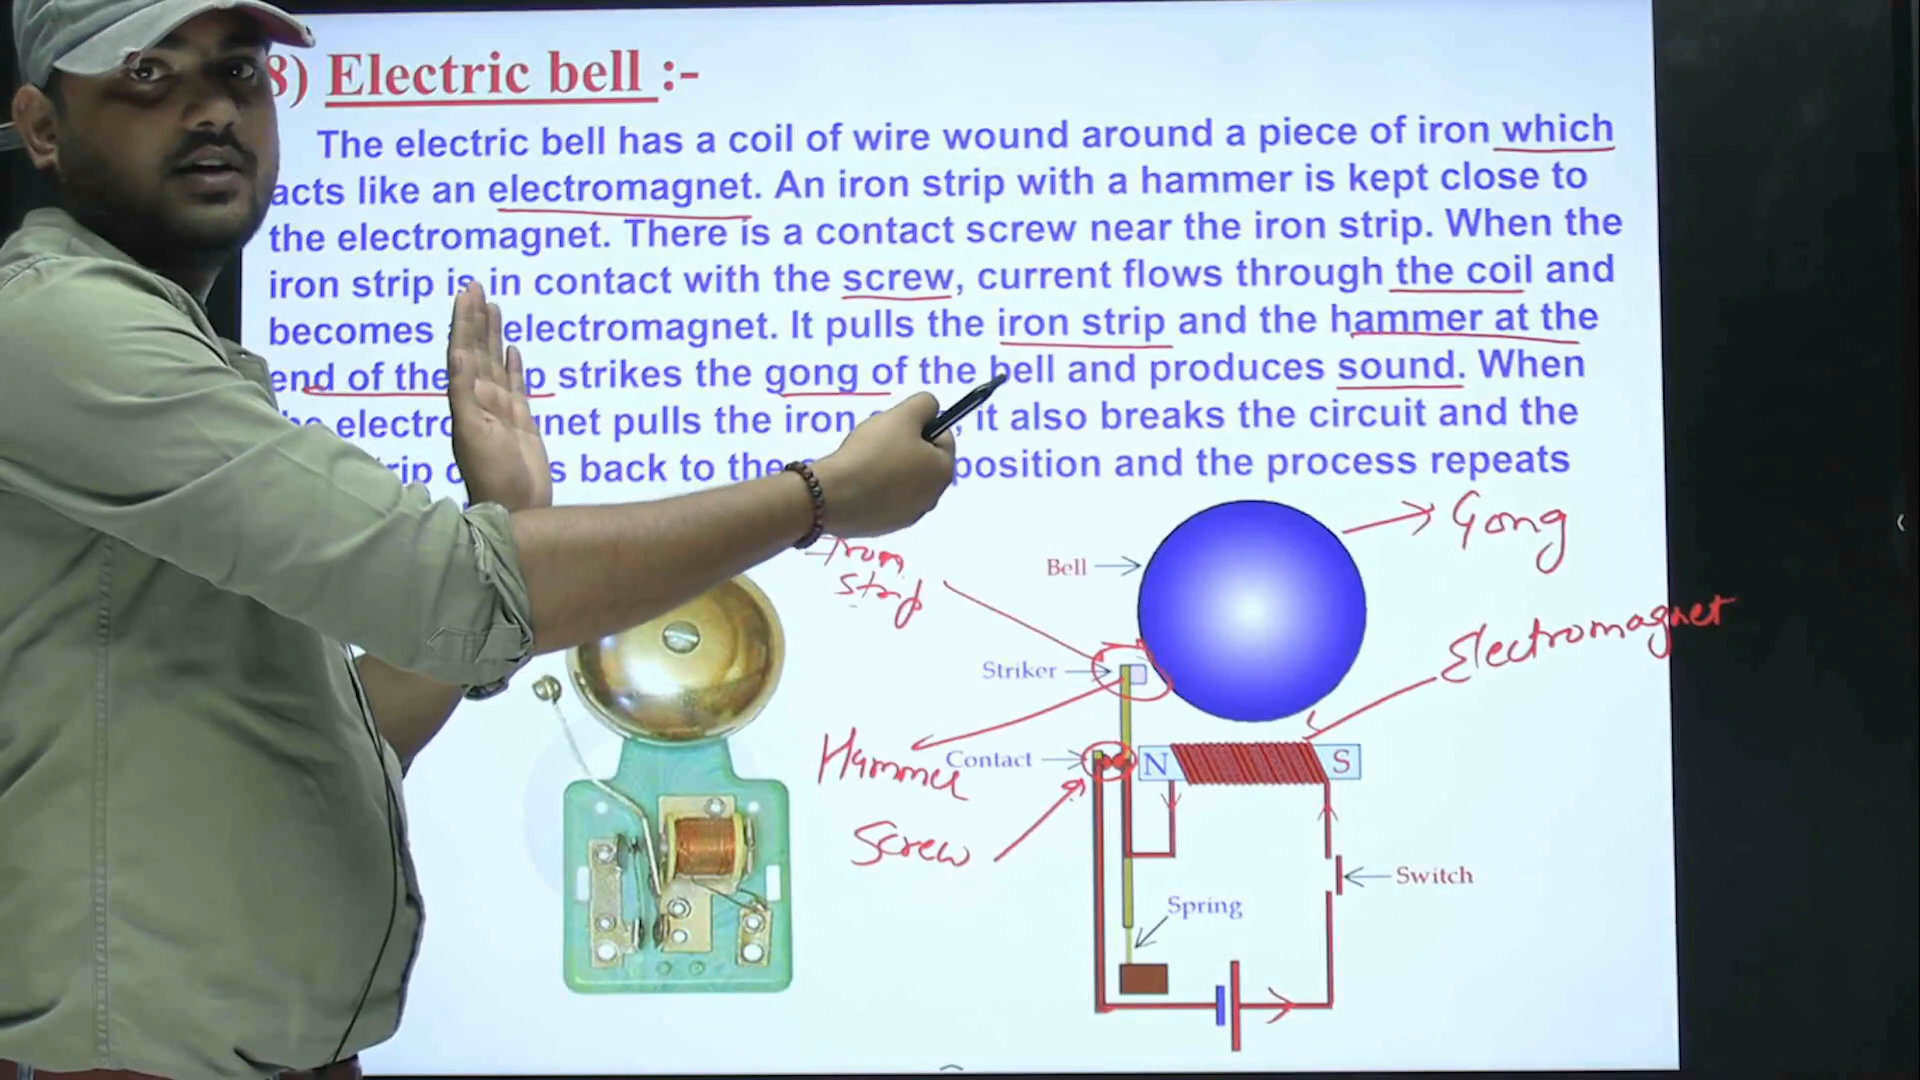 8) Electric bell :-
The electric bell has a coil of wire wound around a piece of iron which
acts like an electromagnet. An iron strip with a hammer is kept close to
the electromagnet. There is a contact screw near the iron strip. When the
iron strip is in contact with the screw, current flows through the coil and
becomes electromagnet. It pulls the iron strip and the hammer at the
end of the strikes the gong of the bell and produces sound. When
pulls the iron it also breaks the circuit and the
back to the position and the process repeats
Gong
Bell
Iron
Strip
Electromagnet
Striker
Hammer
Contact
N
S
Screw
Switch
Spring